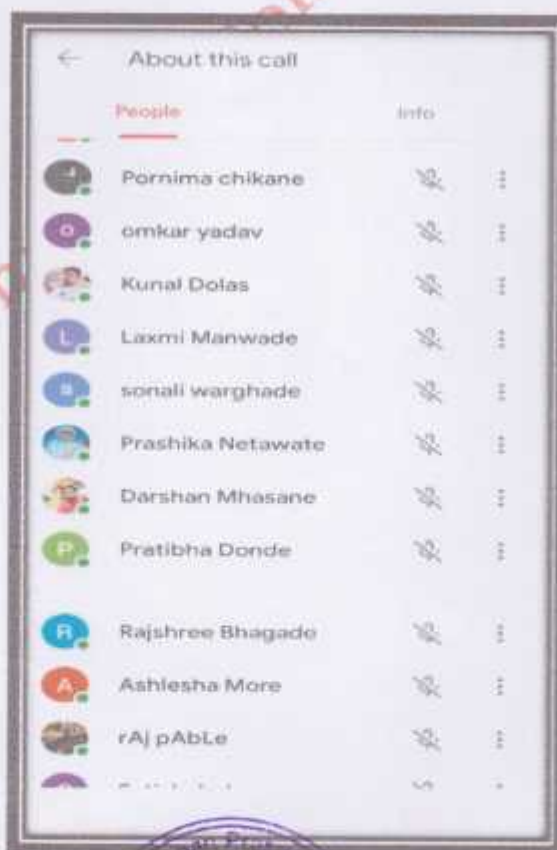 About this call
People Info
Pornima chikane
omkar yadav
Kunal Dolas
L Laxmi Manwade
s sonali warghade
Prashika Netawate
Darshan Mhasane
P Pratibha Donde
R Rajshree Bhagade
A Ashlesha More
rAj pAbLe